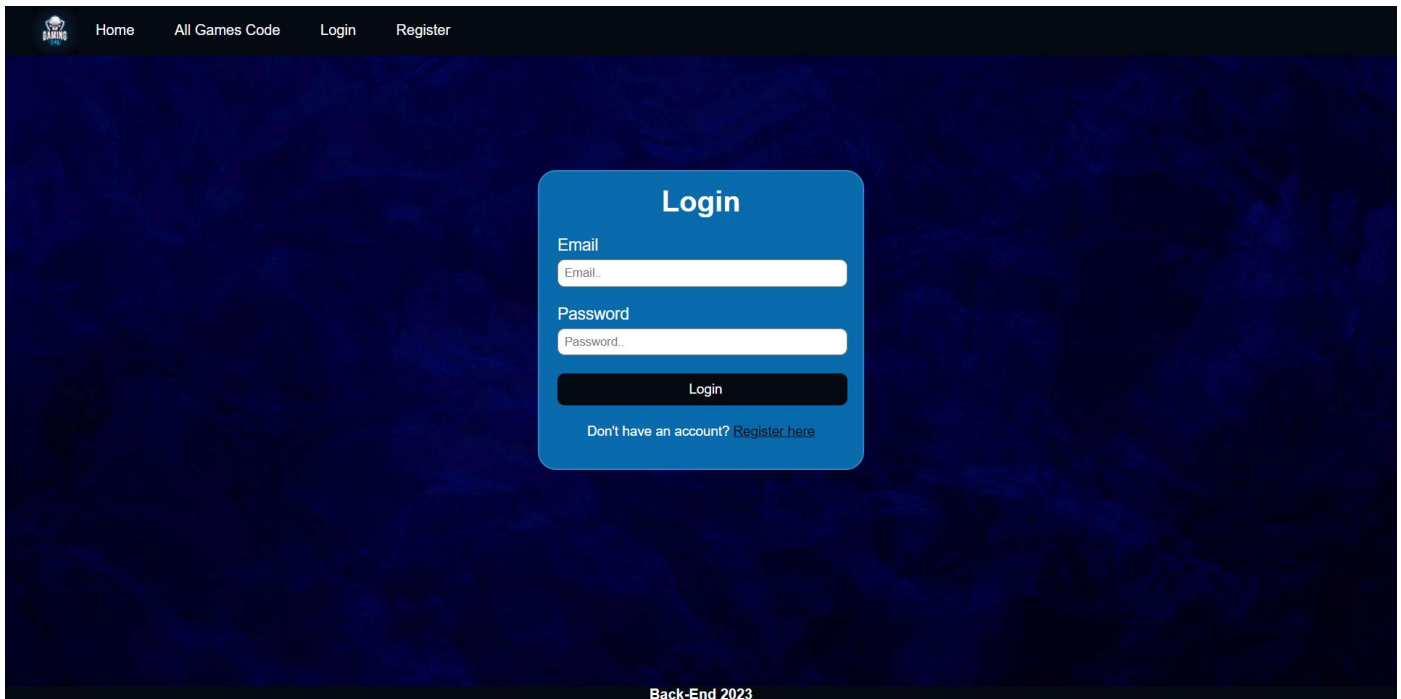 GAMING
Home
All Games Code
Login
Register
Login
Email
Email..
Password
Password..
Login
Don't have an account? Register here
Back-End 2023